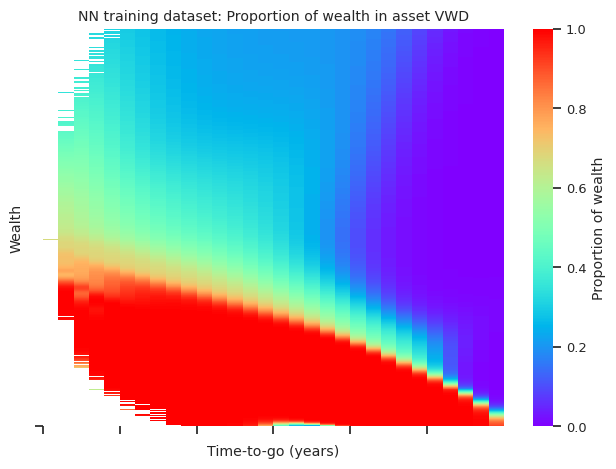 NN training dataset: Proportion of wealth in asset VWD
Wealth
Time-to-go (years)
1.0
0.8
0.6
0.4
0.2
0.0
Proportion of wealth